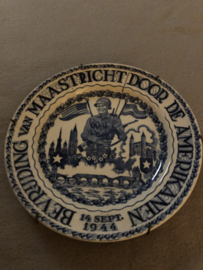 BEVRIJDING VAN MAASTRICHT DOOR DE AMERIKANEN
14 SEPT.
1944